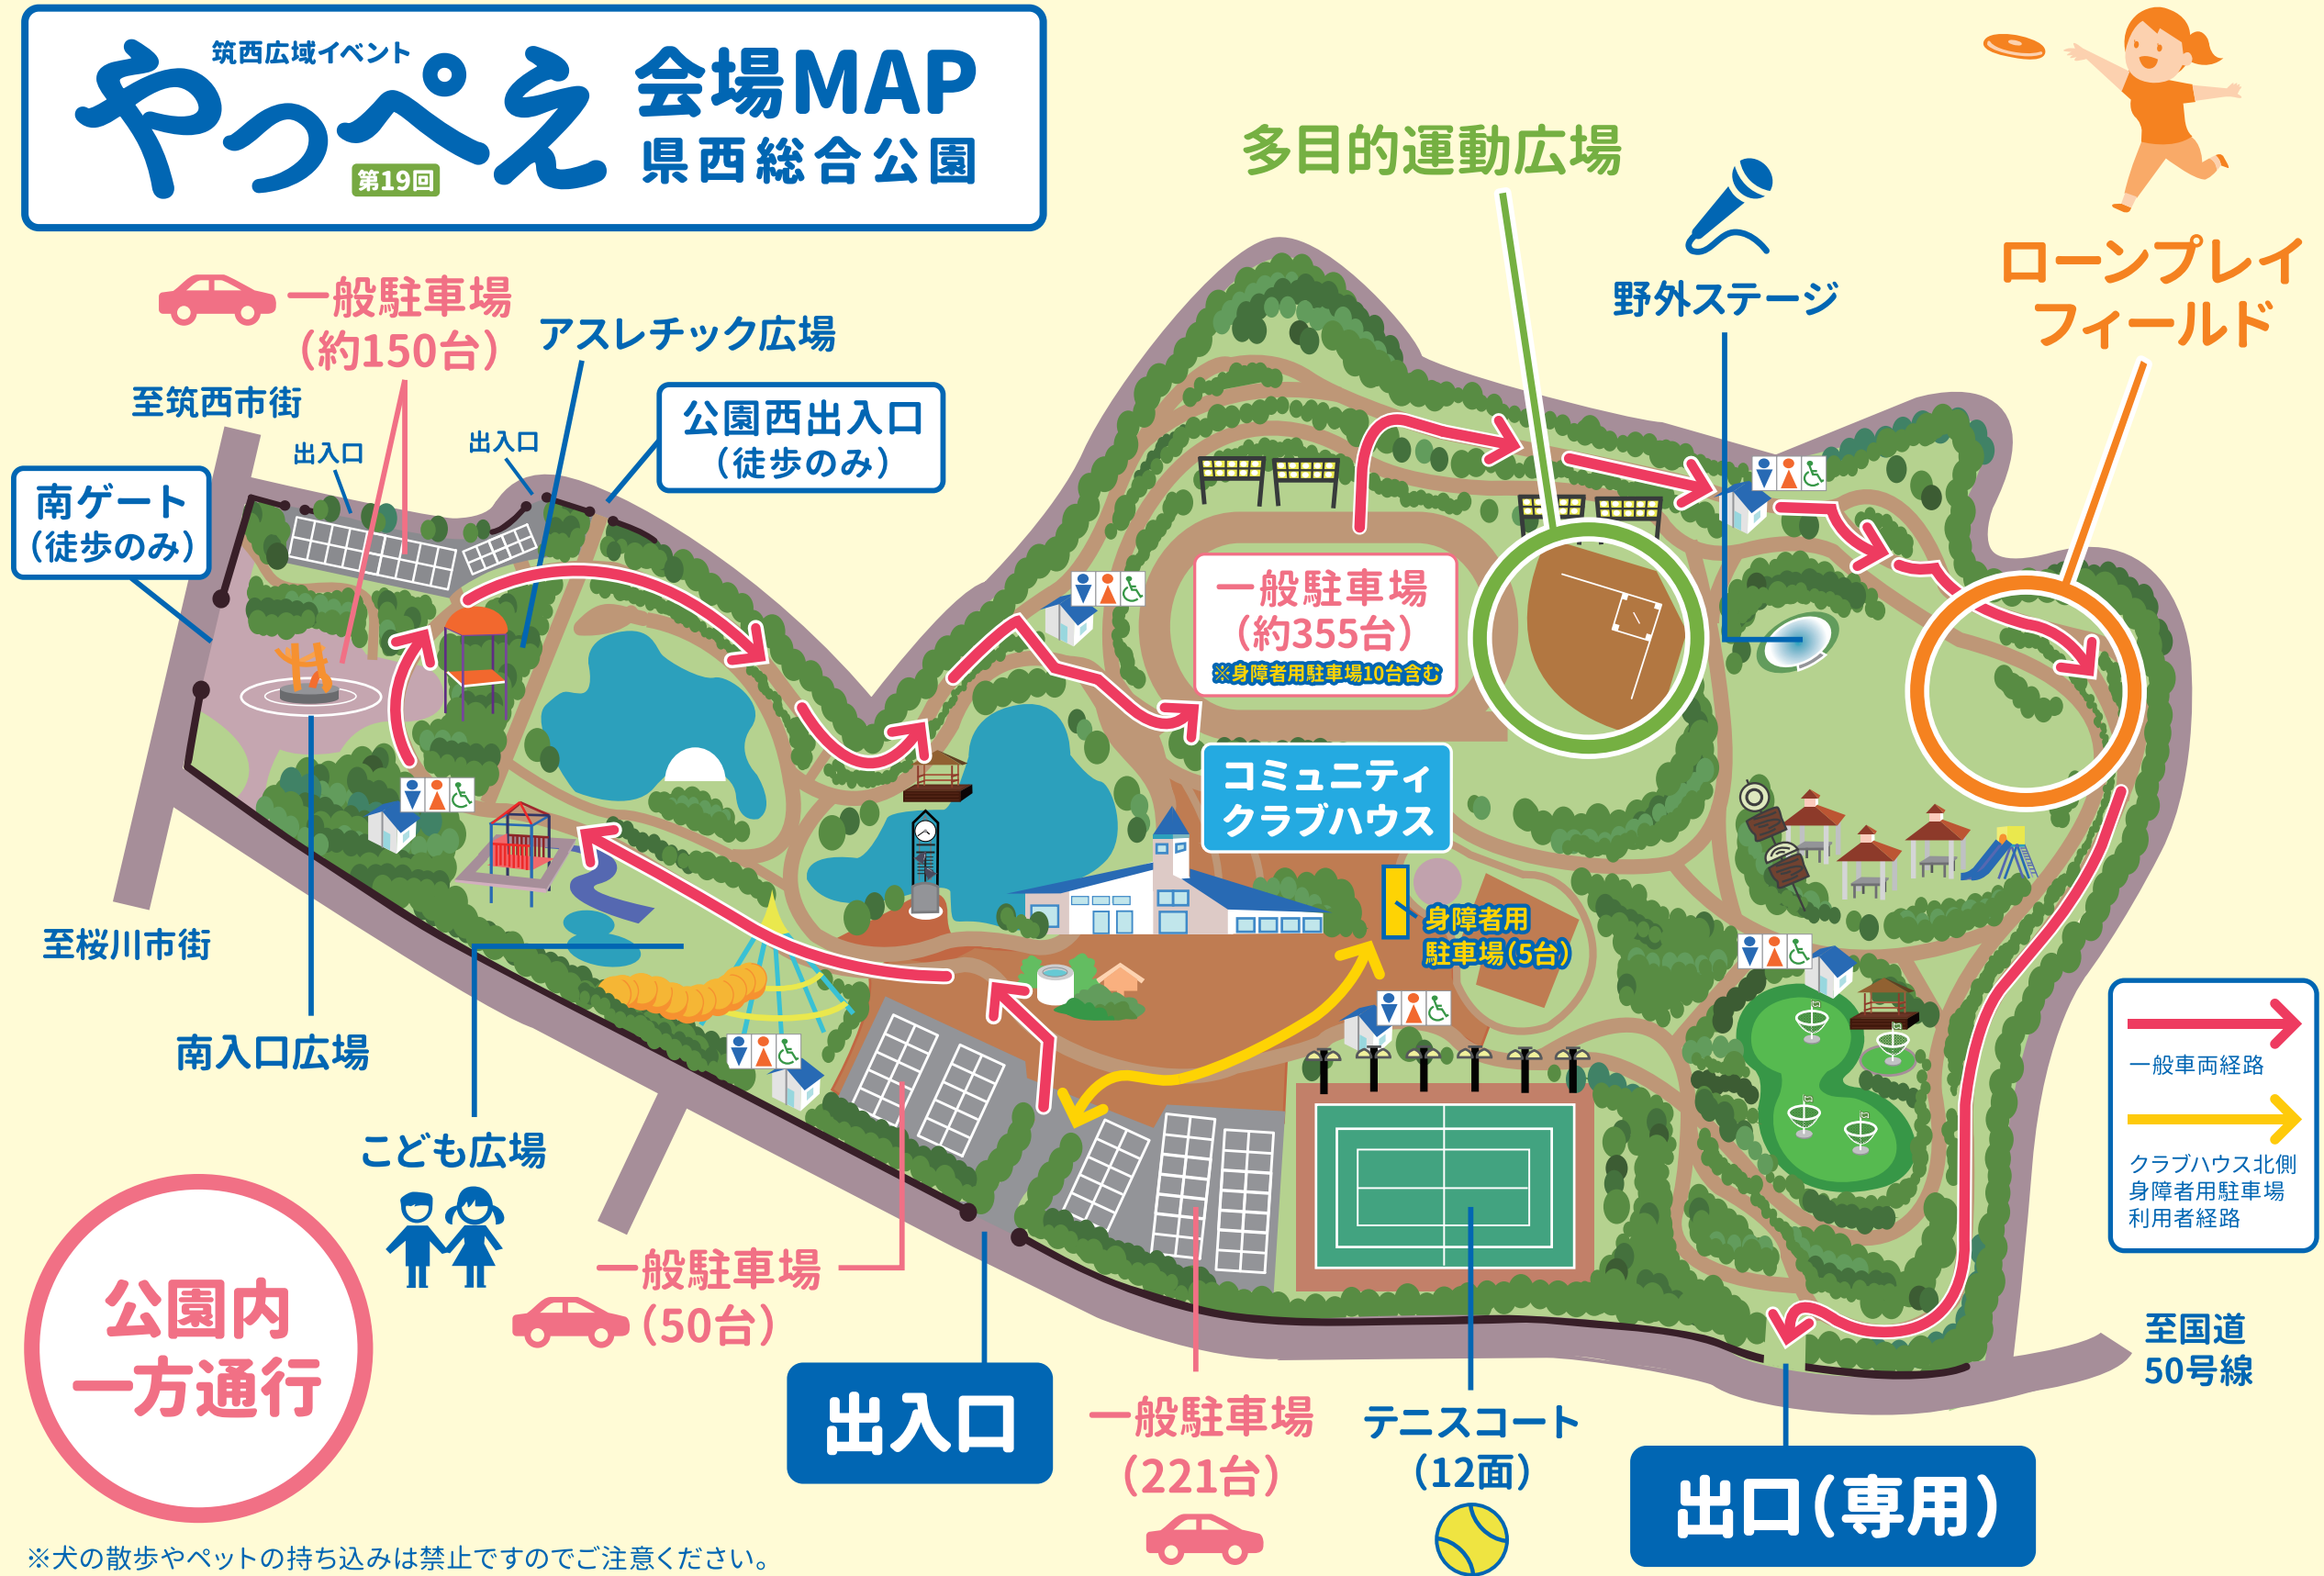 筑西広域イベント
やっぺえ
第19回
会場MAP
県西総合公園
多目的運動広場
野外ステージ
ローンプレイ
フィールド
一般駐車場
(約150台)
アスレチック広場
至筑西市街
出入口
出入口
公園西出入口
(徒歩のみ)
南ゲート
(徒歩のみ)
一般駐車場
(約355台)
※身障者用駐車場10台含む
コミュニティ
クラブハウス
身障者用
駐車場(5台)
至桜川市街
南入口広場
こども広場
一般駐車場
(50台)
公園内
一方通行
出入口
一般駐車場
(221台)
テニスコート
(12面)
出口(専用)
一般車両経路
クラブハウス北側
身障者用駐車場
利用者経路
至国道
50号線
※犬の散歩やペットの持ち込みは禁止ですのでご注意ください。